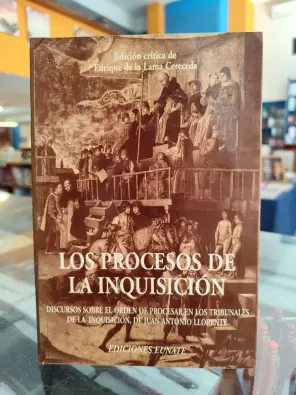 Edición crítica de
Enrique de la Lama Cereceda
LOS PROCESOS DE
LA INQUISICIÓN
DISCURSOS SOBRE EL ORDEN DE PROCESAR EN LOS TRIBUNALES
DE LA INQUISICIÓN, DE JUAN ANTONIO LLORENTE
EDICIONES EUNATE